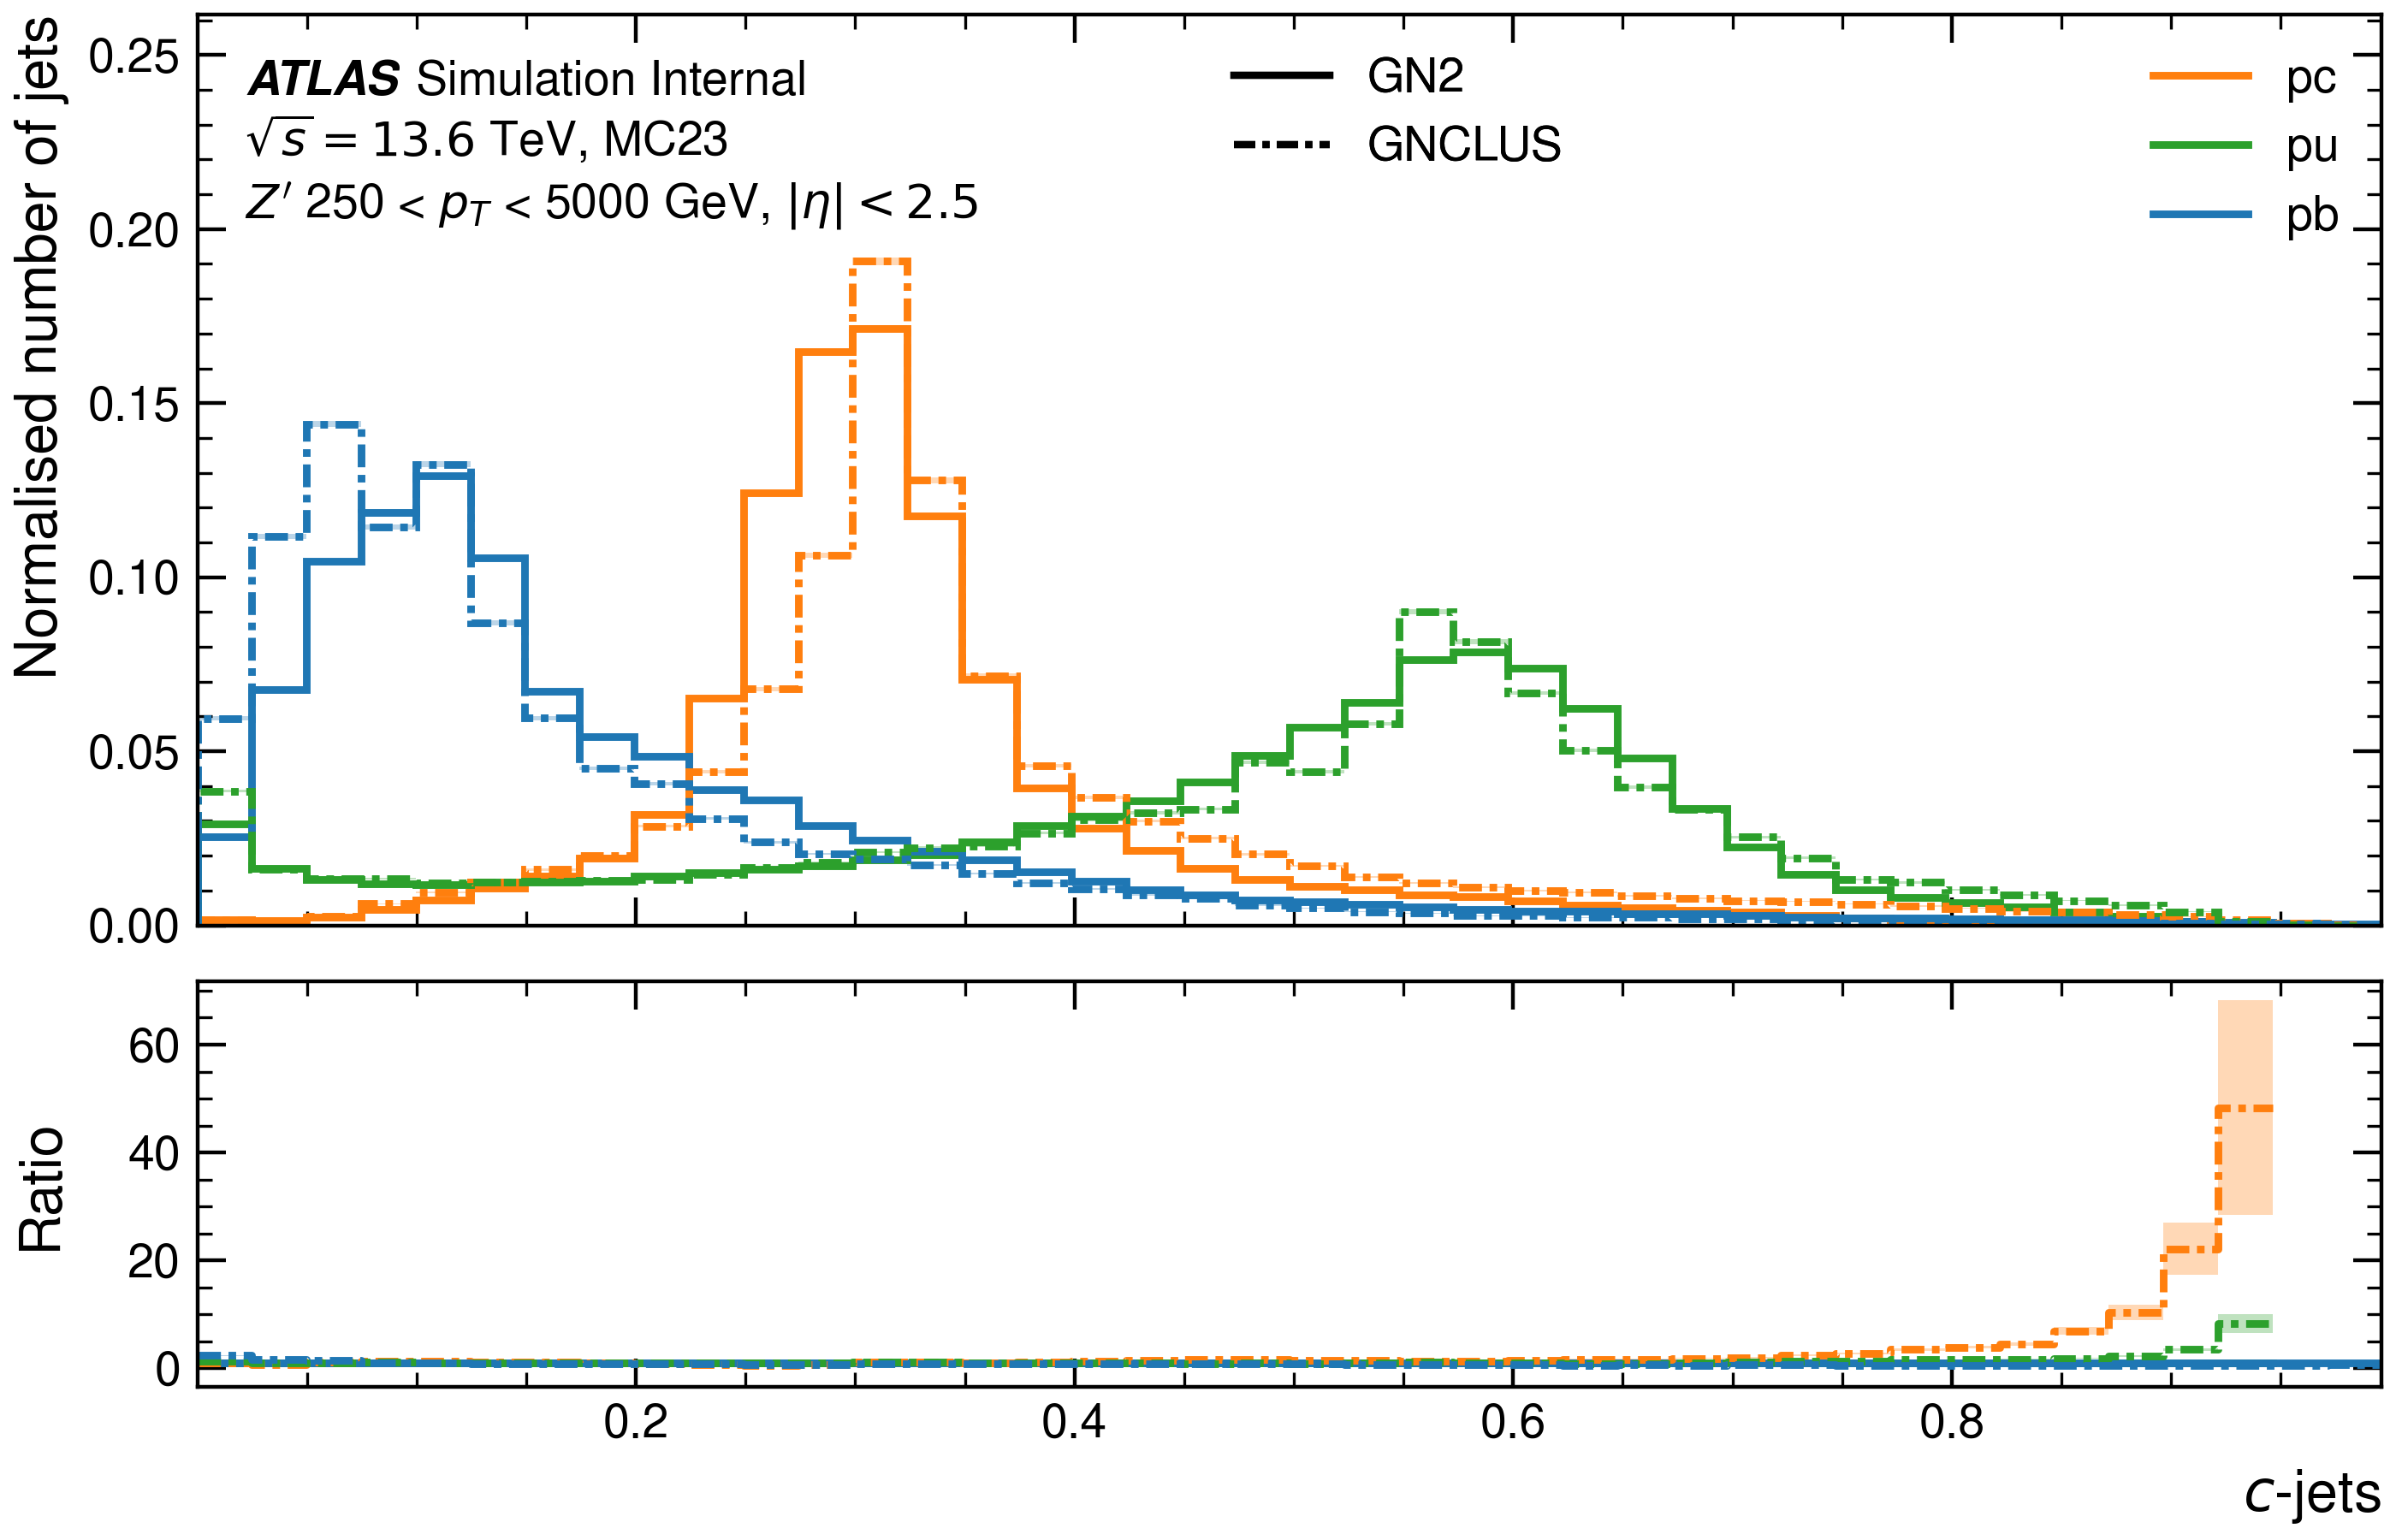 Normalised number of jets
0.25
0.20
0.15
0.10
0.05
0.00
ATLAS Simulation Internal
√s = 13.6 TeV, MC23
Z′ 250 < pT < 5000 GeV, |η| < 2.5
GN2
GNCLUS
pc
pu
pb
Ratio
60
40
20
0
0.2 0.4 0.6 0.8
c-jets